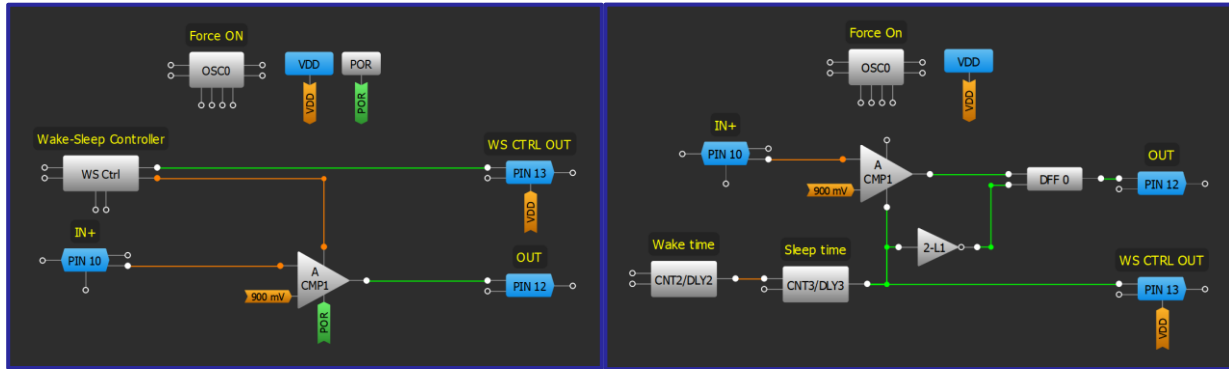 Force ON
OSC0
VDD
POR
VDD
POR
Wake-Sleep Controller
WS Ctrl
WS CTRL OUT
PIN 13
VDD
IN+
PIN 10
A
CMP1
900 mV
POR
OUT
PIN 12
Force On
OSC0
VDD
VDD
IN+
PIN 10
A
CMP1
900 mV
DFF 0
OUT
PIN 12
2-L1
Wake time
CNT2/DLY2
Sleep time
CNT3/DLY3
WS CTRL OUT
PIN 13
VDD